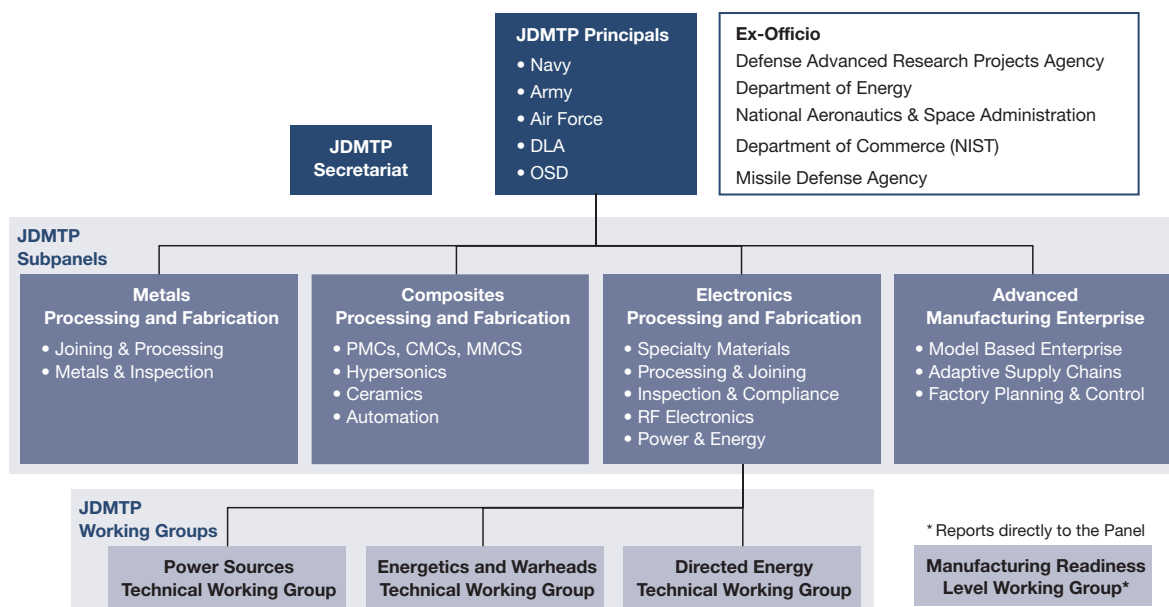 JDMTP Principals
• Navy
• Army
• Air Force
• DLA
• OSD
Ex-Officio
Defense Advanced Research Projects Agency
Department of Energy
National Aeronautics & Space Administration
Department of Commerce (NIST)
Missile Defense Agency
JDMTP
Secretariat
JDMTP
Subpanels
Metals
Processing and Fabrication
• Joining & Processing
• Metals & Inspection
Composites
Processing and Fabrication
• PMCs, CMCs, MMCS
• Hypersonics
• Ceramics
• Automation
Electronics
Processing and Fabrication
• Specialty Materials
• Processing & Joining
• Inspection & Compliance
• RF Electronics
• Power & Energy
Advanced
Manufacturing Enterprise
• Model Based Enterprise
• Adaptive Supply Chains
• Factory Planning & Control
JDMTP
Working Groups
Power Sources
Technical Working Group
Energetics and Warheads
Technical Working Group
Directed Energy
Technical Working Group
* Reports directly to the Panel
Manufacturing Readiness
Level Working Group*